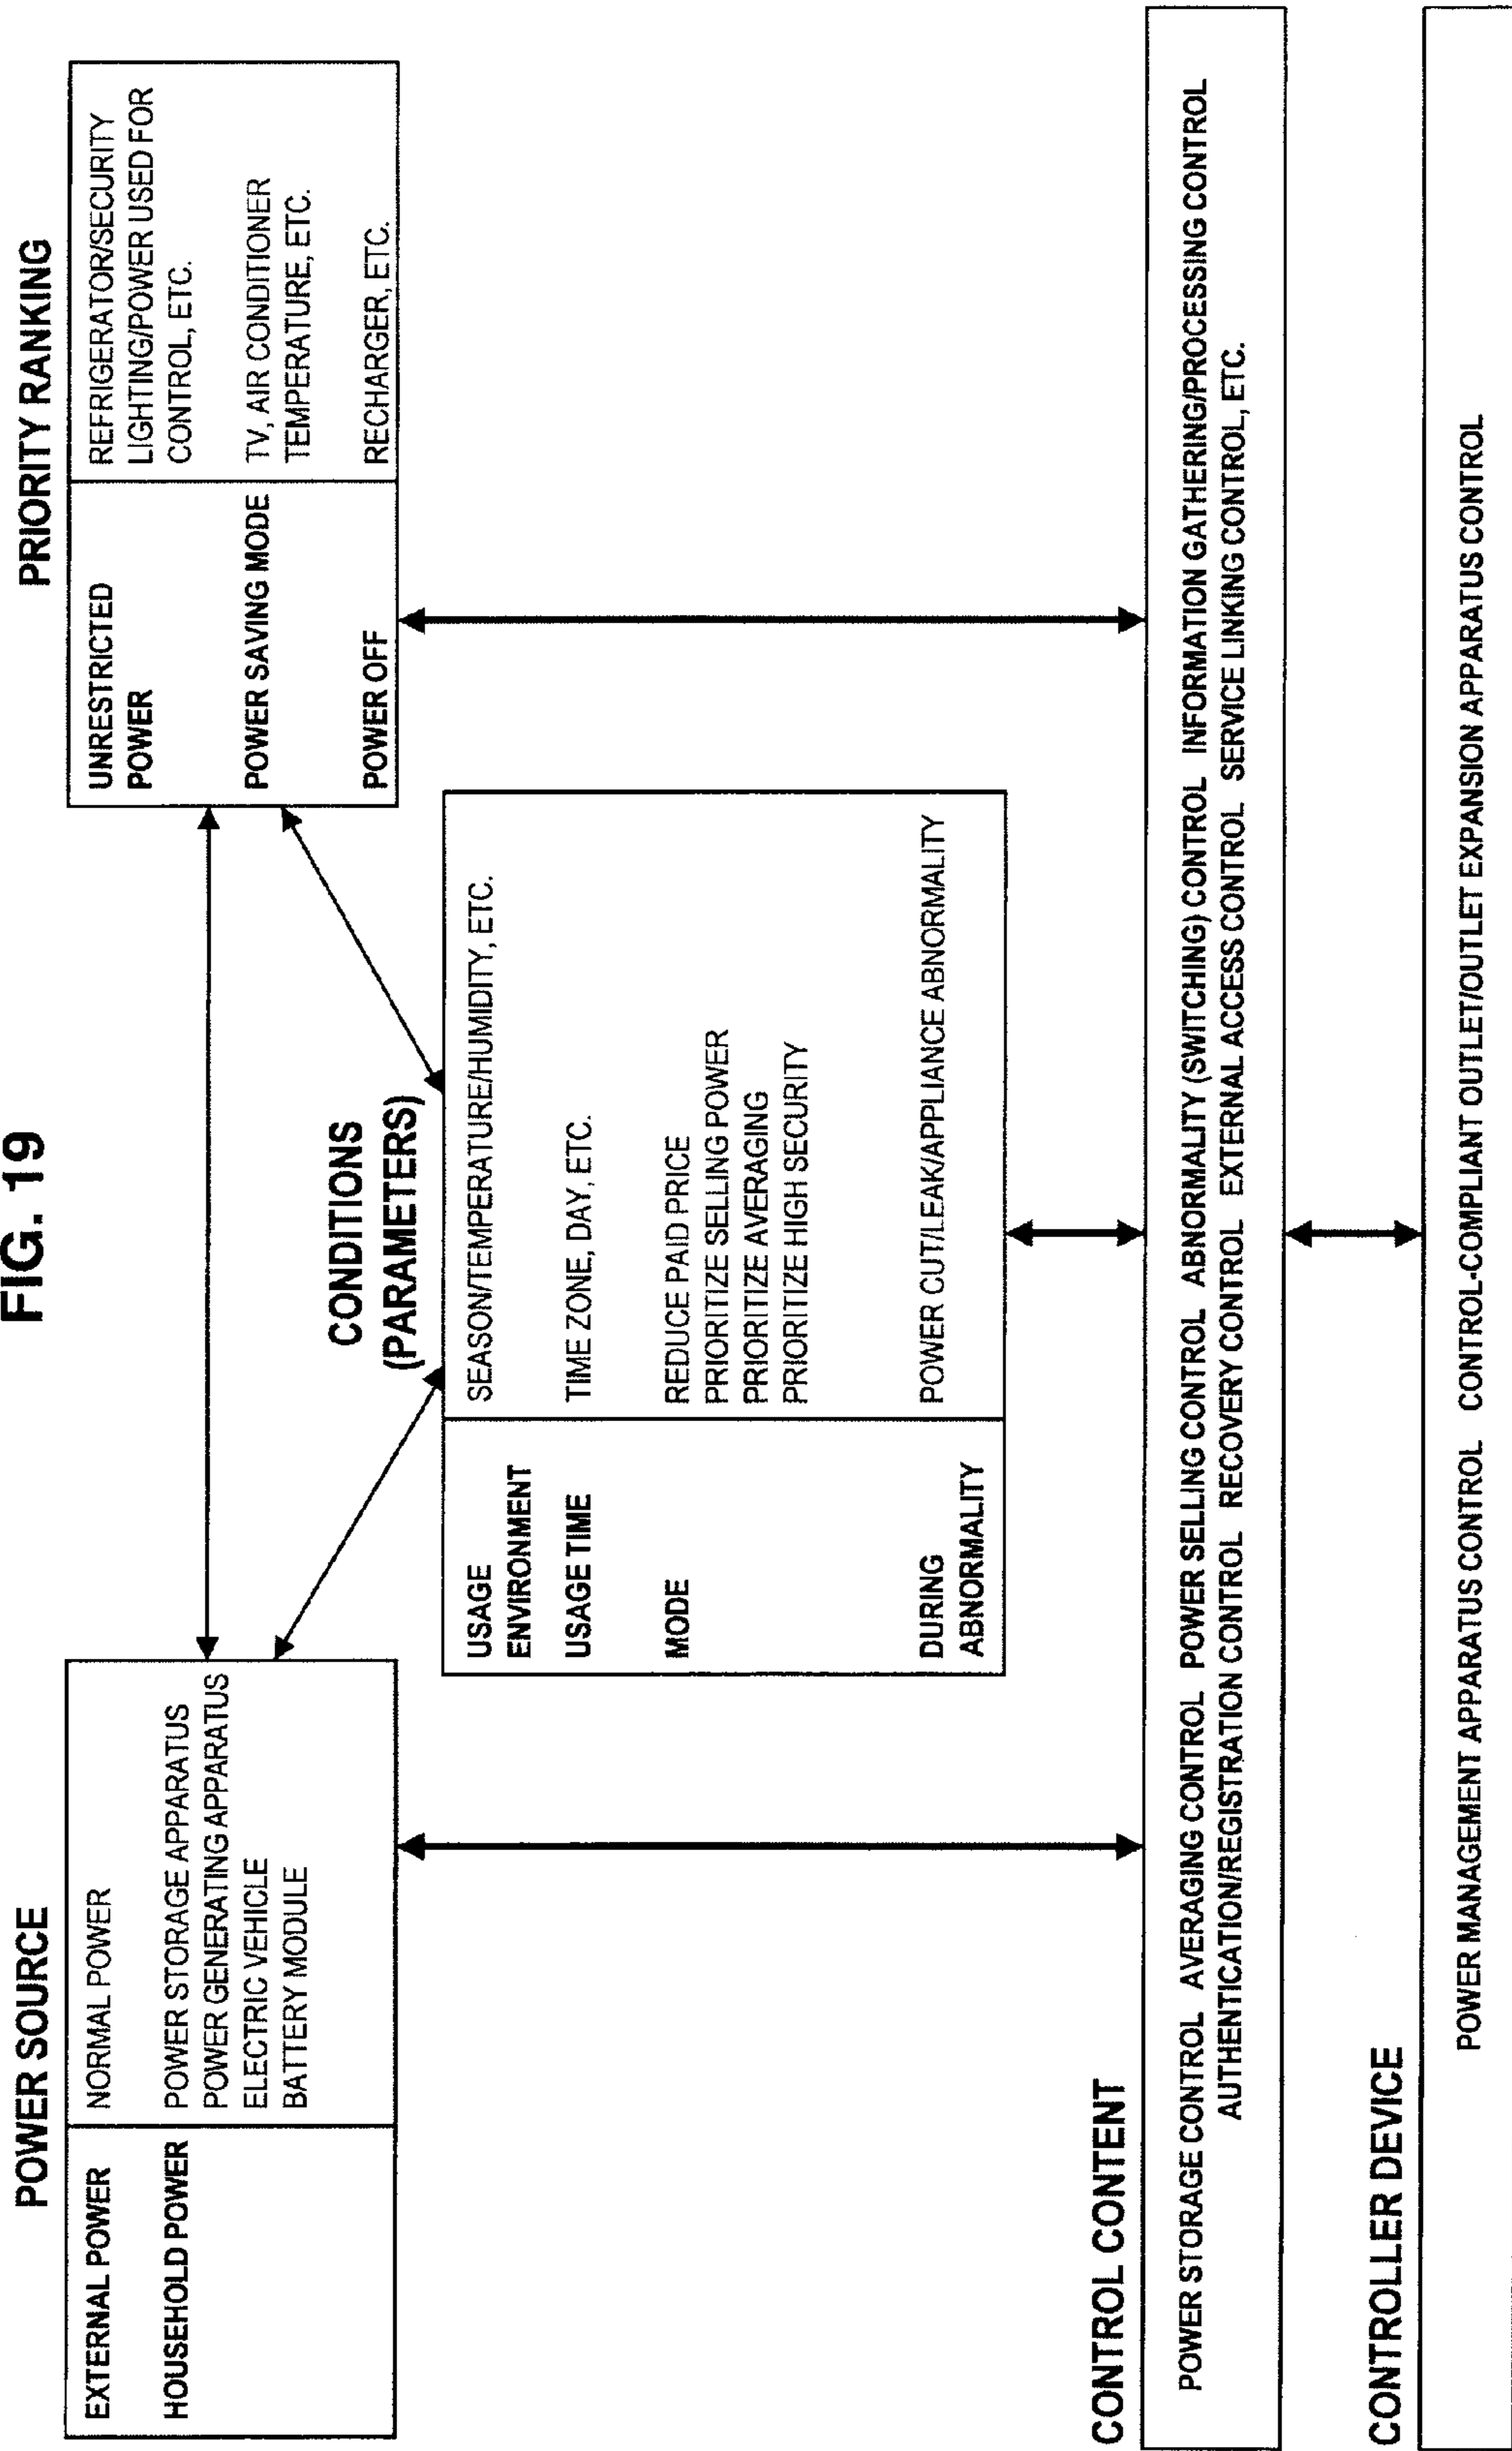 FIG. 19
POWER SOURCE
EXTERNAL POWER
NORMAL POWER
HOUSEHOLD POWER
POWER STORAGE APPARATUS
POWER GENERATING APPARATUS
ELECTRIC VEHICLE
BATTERY MODULE
PRIORITY RANKING
UNRESTRICTED
POWER
REFRIGERATOR/SECURITY
LIGHTING/POWER USED FOR
CONTROL, ETC.
POWER SAVING MODE
TV, AIR CONDITIONER
TEMPERATURE, ETC.
POWER OFF
RECHARGER, ETC.
CONDITIONS
(PARAMETERS)
USAGE
ENVIRONMENT
SEASON/TEMPERATURE/HUMIDITY, ETC.
USAGE TIME
TIME ZONE, DAY, ETC.
MODE
REDUCE PAID PRICE
PRIORITIZE SELLING POWER
PRIORITIZE AVERAGING
PRIORITIZE HIGH SECURITY
DURING
ABNORMALITY
POWER CUT/LEAK/APPLIANCE ABNORMALITY
CONTROL CONTENT
POWER STORAGE CONTROL AVERAGING CONTROL POWER SELLING CONTROL ABNORMALITY (SWITCHING) CONTROL INFORMATION GATHERING/PROCESSING CONTROL
AUTHENTICATION/REGISTRATION CONTROL RECOVERY CONTROL EXTERNAL ACCESS CONTROL SERVICE LINKING CONTROL, ETC.
CONTROLLER DEVICE
POWER MANAGEMENT APPARATUS CONTROL CONTROL-COMPLIANT OUTLET/OUTLET EXPANSION APPARATUS CONTROL